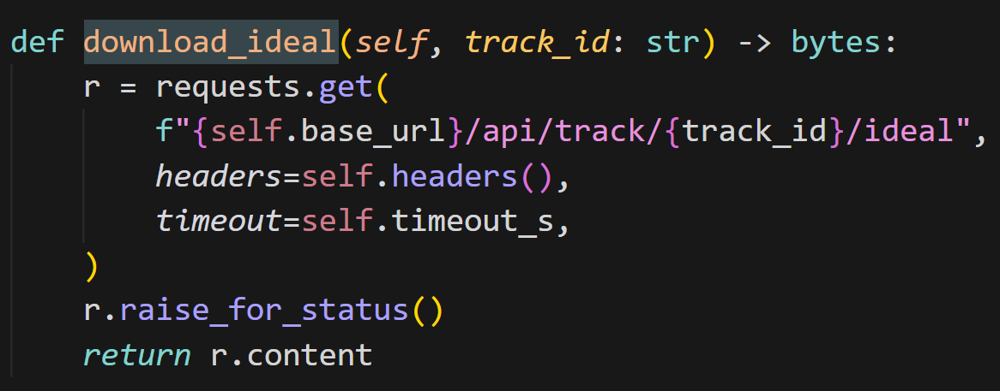 def download_ideal(self, track_id: str) -> bytes:
    r = requests.get(
        f"{self.base_url}/api/track/{track_id}/ideal",
        headers=self.headers(),
        timeout=self.timeout_s,
    )
    r.raise_for_status()
    return r.content